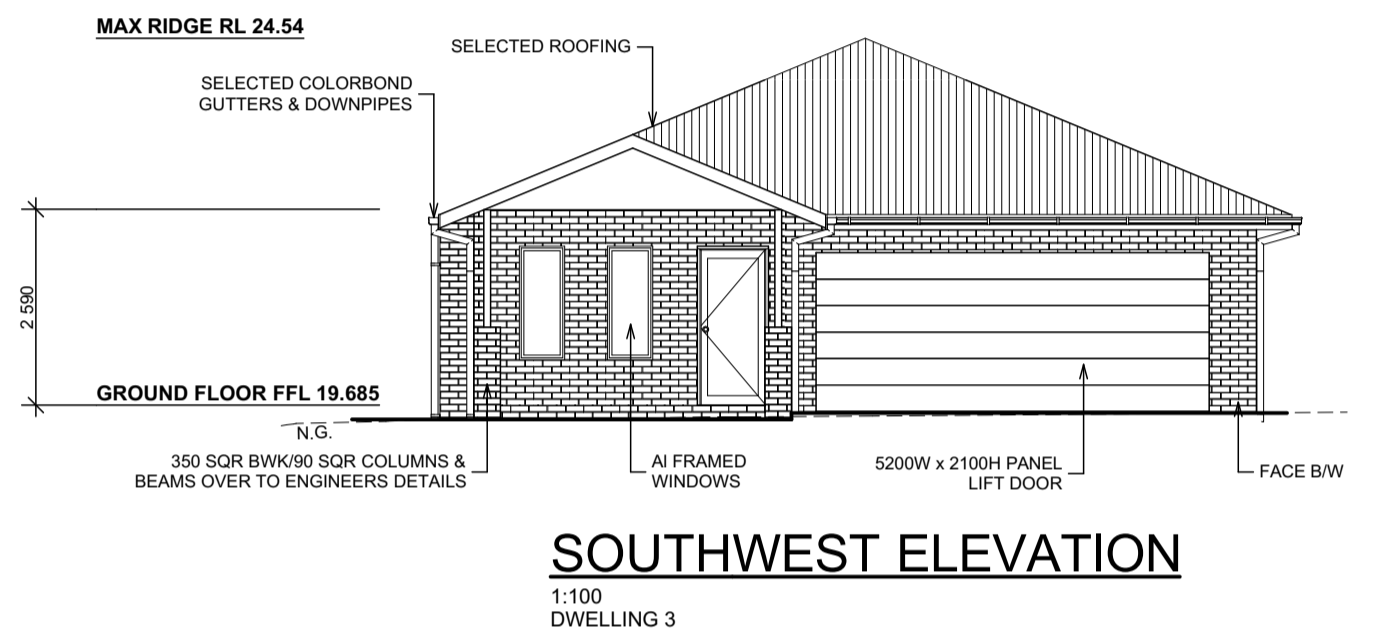 MAX RIDGE RL 24.54
SELECTED ROOFING
SELECTED COLORBOND
GUTTERS & DOWNPIPES
2 590
GROUND FLOOR FFL 19.685
N.G.
350 SQR BWK/90 SQR COLUMNS &
BEAMS OVER TO ENGINEERS DETAILS
Al FRAMED
WINDOWS
5200W x 2100H PANEL
LIFT DOOR
FACE B/W
SOUTHWEST ELEVATION
1:100
DWELLING 3